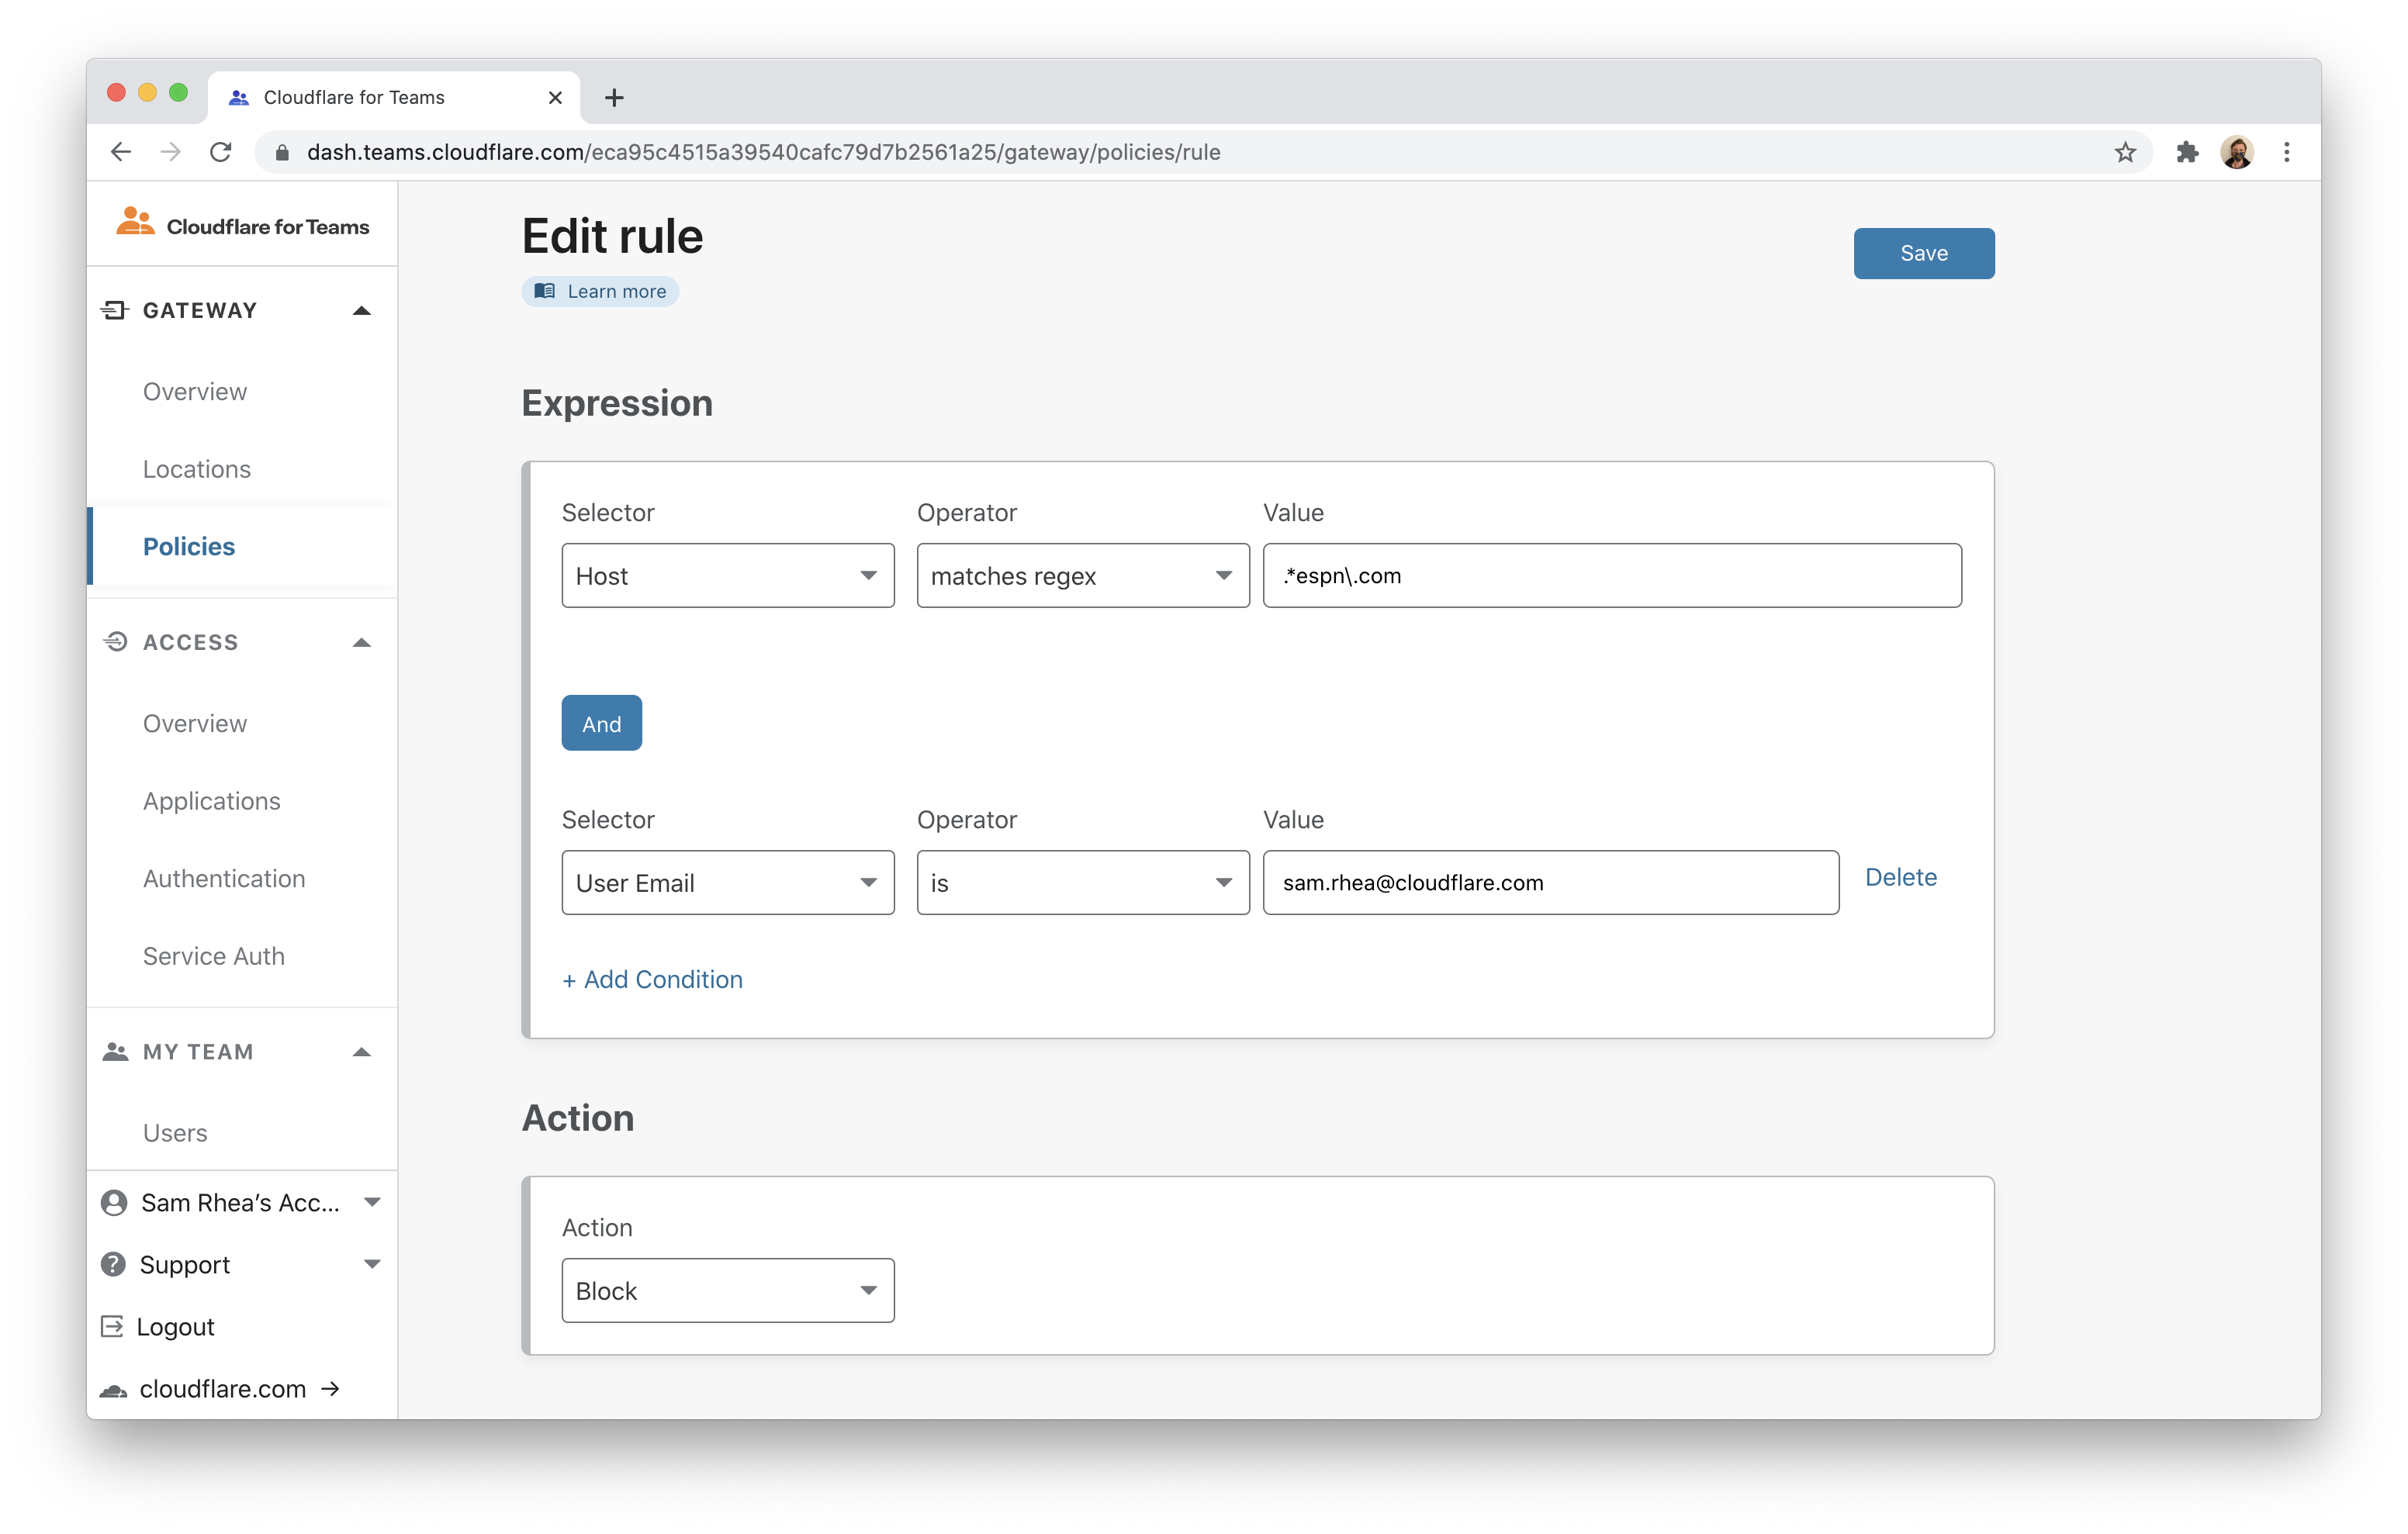 Cloudflare for Teams
dash.teams.cloudflare.com/eca95c4515a39540cafc79d7b2561a25/gateway/policies/rule
Cloudflare for Teams
GATEWAY
Overview
Locations
Policies
ACCESS
Overview
Applications
Authentication
Service Auth
MY TEAM
Users
Sam Rhea’s Acc...
Support
Logout
cloudflare.com →
Edit rule
Save
Learn more
Expression
Selector Operator Value
Host matches regex .*espn\.com
And
Selector Operator Value
User Email is sam.rhea@cloudflare.com Delete
+ Add Condition
Action
Action
Block